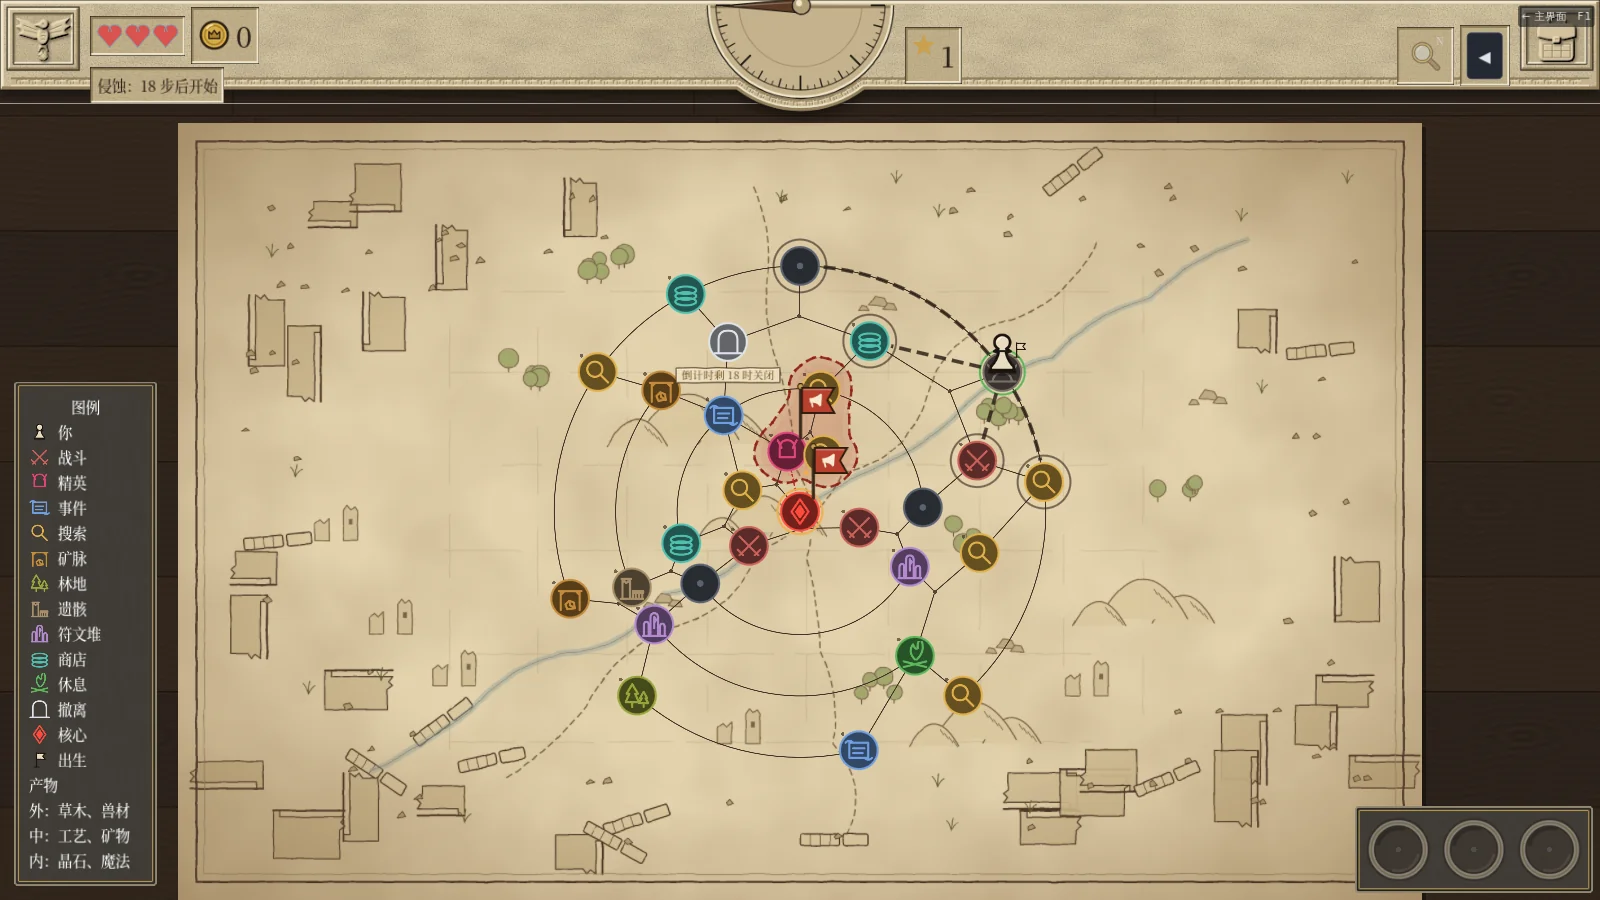 0
1
← 主界面 F1
侵蚀：18 步后开始
倒计时剩 18 时关闭
图例
你
战斗
精英
事件
搜索
矿脉
林地
遗骸
符文堆
商店
休息
撤离
核心
出生
产物
外：草木、兽材
中：工艺、矿物
内：晶石、魔法